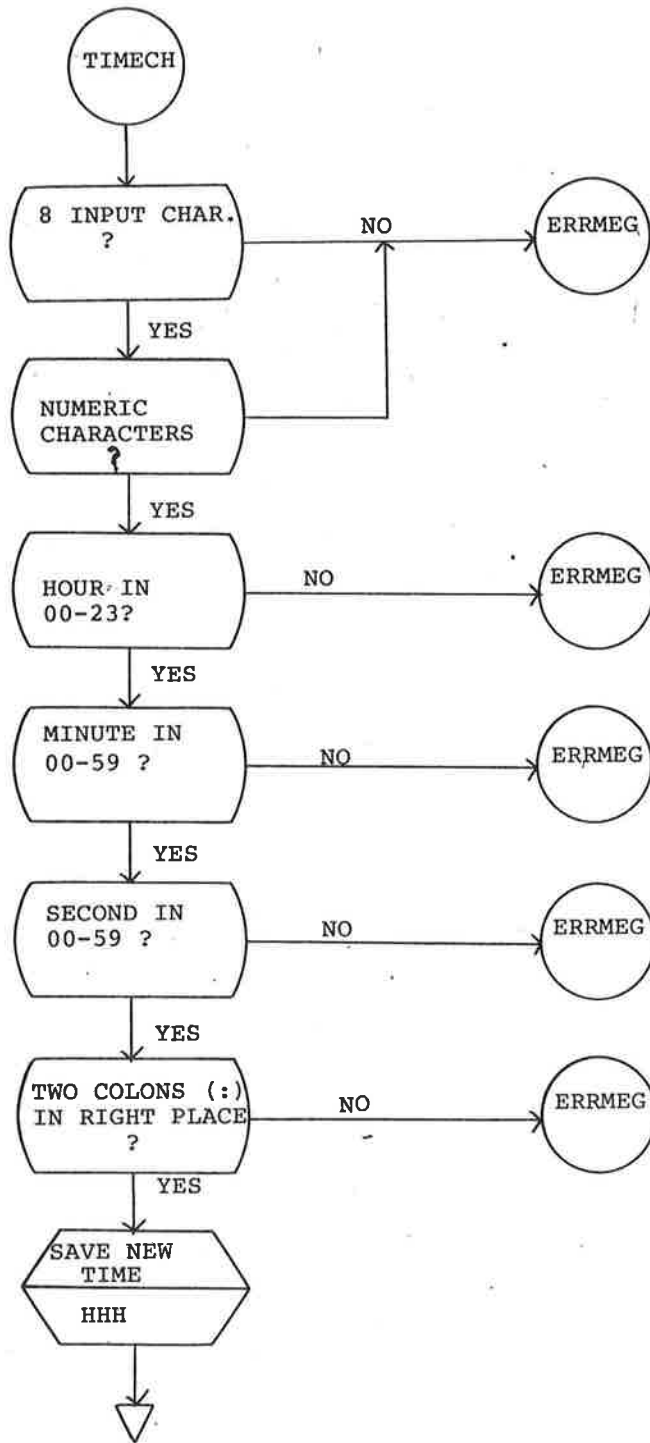 TIMECH
8 INPUT CHAR.
?
NO
ERRMEG
YES
NUMERIC
CHARACTERS
?
YES
HOUR IN
00-23?
NO
ERRMEG
YES
MINUTE IN
00-59 ?
NO
ERRMEG
YES
SECOND IN
00-59 ?
NO
ERRMEG
YES
TWO COLONS (:)
IN RIGHT PLACE
?
NO
ERRMEG
YES
SAVE NEW
TIME
HHH